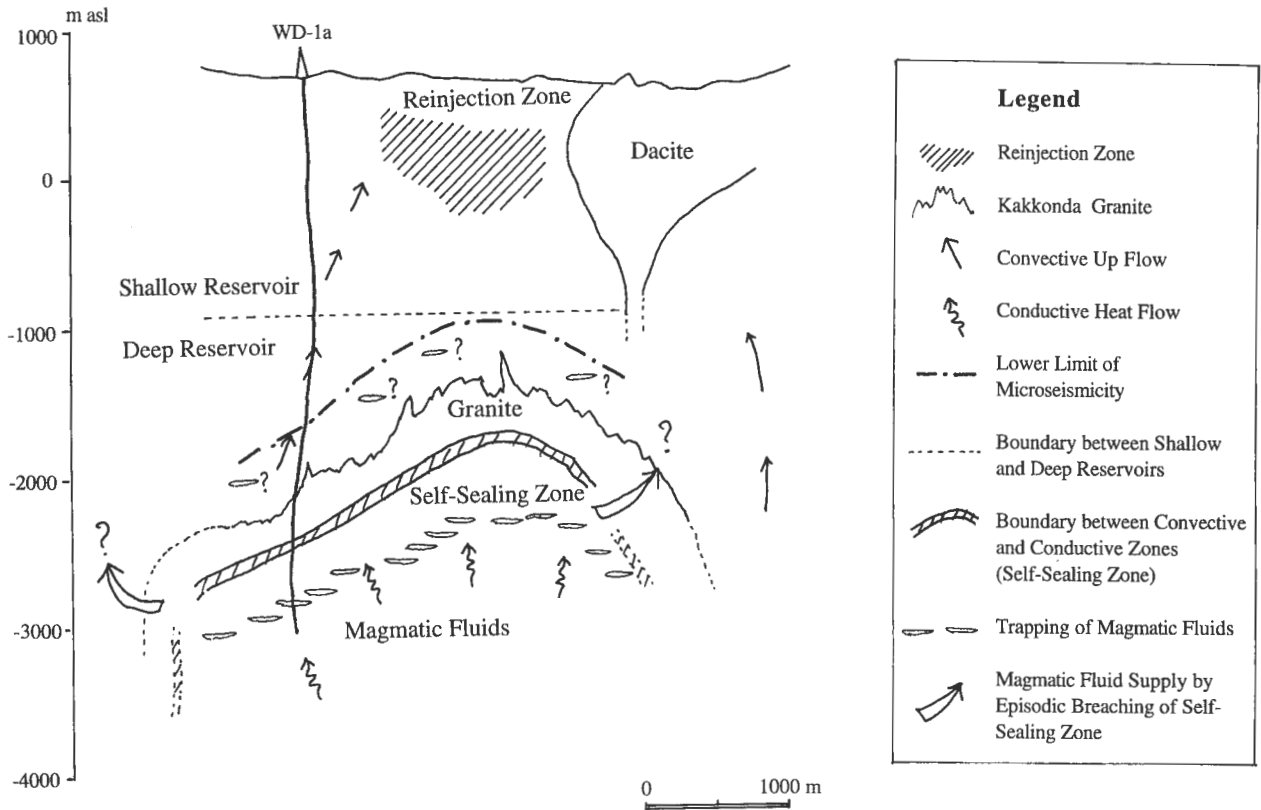 m asl
1000
0
-1000
-2000
-3000
-4000
WD-1a
Reinjection Zone
Dacite
Shallow Reservoir
Deep Reservoir
?
?
?
?
Granite
?
Self-Sealing Zone
?
Magmatic Fluids
0 1000 m
Legend
Reinjection Zone
Kakkonda Granite
Convective Up Flow
Conductive Heat Flow
Lower Limit of
Microseismicity
Boundary between Shallow
and Deep Reservoirs
Boundary between Convective
and Conductive Zones
(Self-Sealing Zone)
Trapping of Magmatic Fluids
Magmatic Fluid Supply by
Episodic Breaching of Self-
Sealing Zone